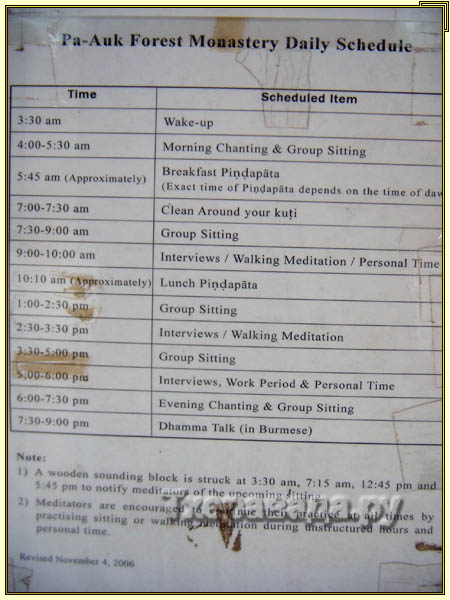 Pa-Auk Forest Monastery Daily Schedule
Time Scheduled Item
3:30 am Wake-up
4:00-5:30 am Morning Chanting & Group Sitting
5:45 am (Approximately) Breakfast Piṇḍapāta
(Exact time of Piṇḍapāta depends on the time of daw
7:00-7:30 am Clean Around your kuṭi
7:30-9:00 am Group Sitting
9:00-10:00 am Interviews / Walking Meditation / Personal Time
10:10 am (Approximately) Lunch Piṇḍapāta
1:00-2:30 pm Group Sitting
2:30-3:30 pm Interviews / Walking Meditation
3:30-5:00 pm Group Sitting
5:00-6:00 pm Interviews, Work Period & Personal Time
6:00-7:30 pm Evening Chanting & Group Sitting
7:30-9:00 pm Dhamma Talk (in Burmese)
Note:
1) A wooden sounding block is struck at 3:30 am, 7:15 am, 12:45 pm and
5:45 pm to notify meditators of the upcoming sitting.
2) Meditators are encouraged to continue their practice at all times by
practising sitting or walking meditation during unstructured hours and
personal time.
Revised November 4, 2006